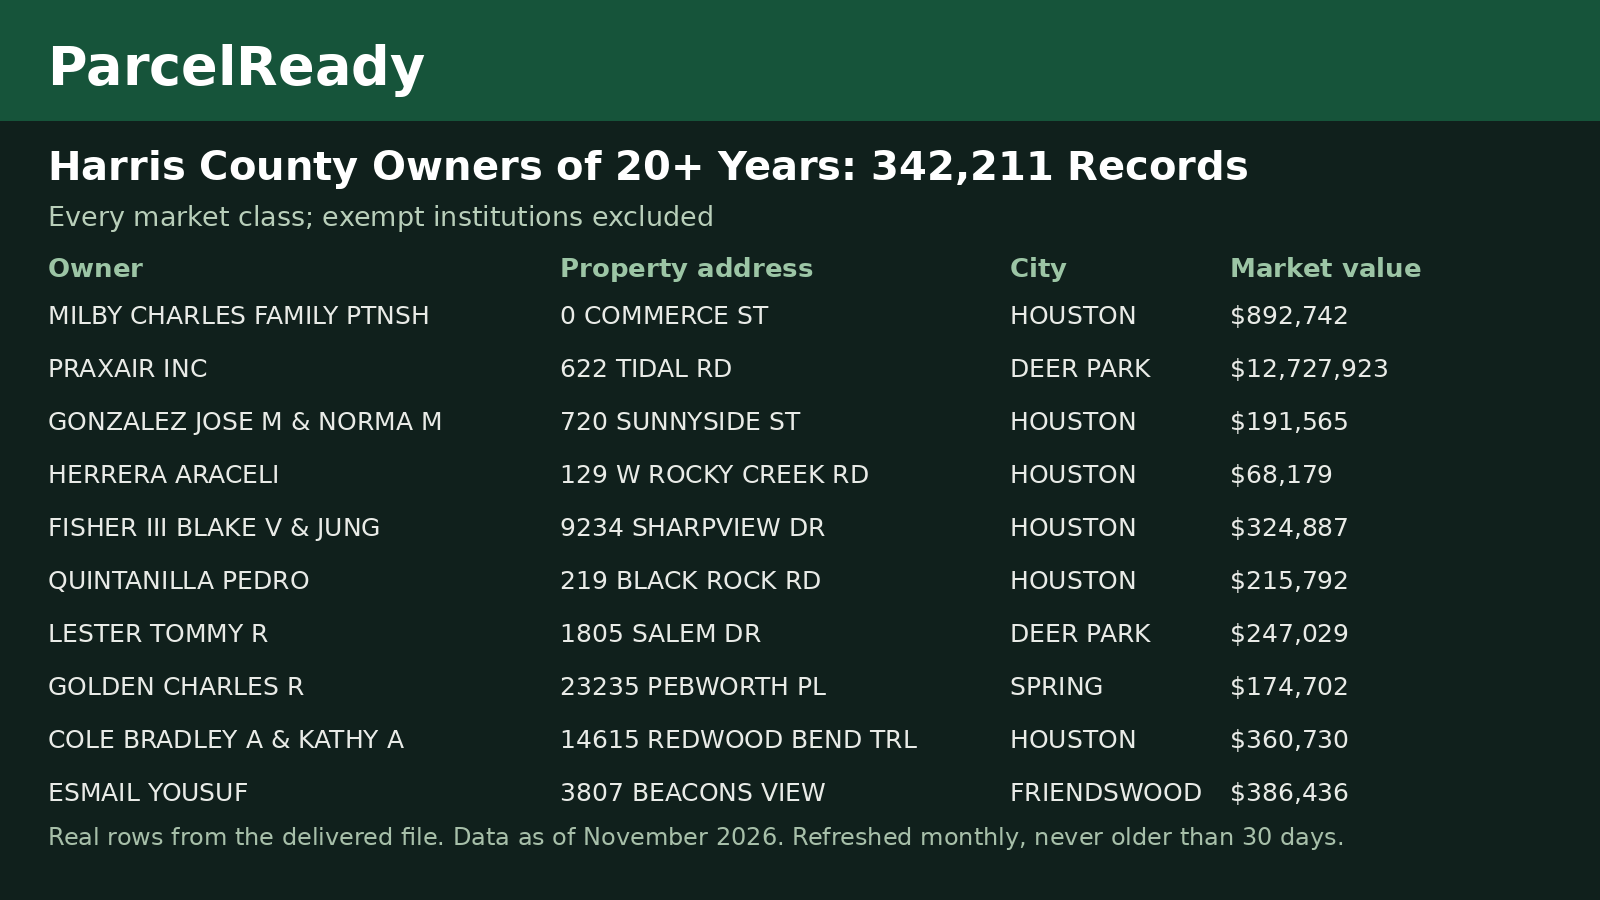 ParcelReady
Harris County Owners of 20+ Years: 342,211 Records
Every market class; exempt institutions excluded
Owner Property address City Market value
MILBY CHARLES FAMILY PTNSH 0 COMMERCE ST HOUSTON $892,742
PRAXAIR INC 622 TIDAL RD DEER PARK $12,727,923
GONZALEZ JOSE M & NORMA M 720 SUNNYSIDE ST HOUSTON $191,565
HERRERA ARACELI 129 W ROCKY CREEK RD HOUSTON $68,179
FISHER III BLAKE V & JUNG 9234 SHARPVIEW DR HOUSTON $324,887
QUINTANILLA PEDRO 219 BLACK ROCK RD HOUSTON $215,792
LESTER TOMMY R 1805 SALEM DR DEER PARK $247,029
GOLDEN CHARLES R 23235 PEBWORTH PL SPRING $174,702
COLE BRADLEY A & KATHY A 14615 REDWOOD BEND TRL HOUSTON $360,730
ESMAIL YOUSUF 3807 BEACONS VIEW FRIENDSWOOD $386,436
Real rows from the delivered file. Data as of November 2026. Refreshed monthly, never older than 30 days.